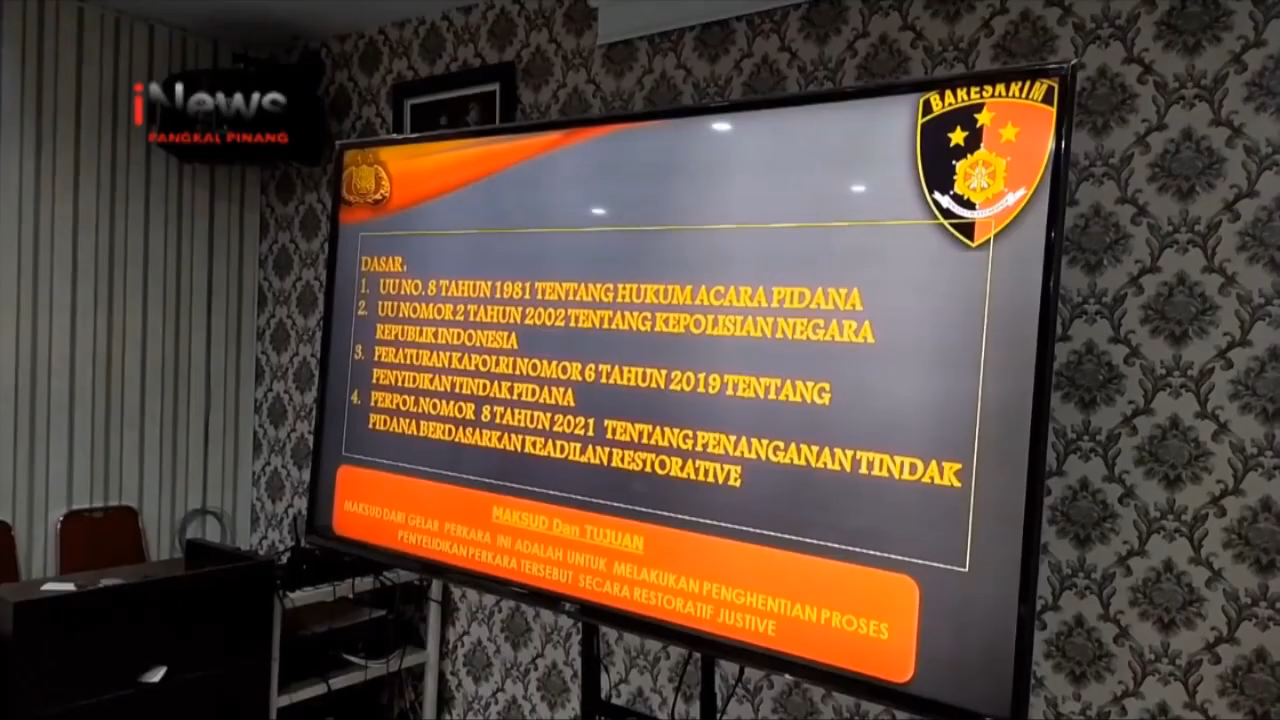 iNews
PANGKAL PINANG
BARESKRIM
DASAR:
1. UU NO. 8 TAHUN 1981 TENTANG HUKUM ACARA PIDANA
2. UU NOMOR 2 TAHUN 2002 TENTANG KEPOLISIAN NEGARA
REPUBLIK INDONESIA
3. PERATURAN KAPOLRI NOMOR 6 TAHUN 2019 TENTANG
PENYIDIKAN TINDAK PIDANA
4. PERPOL NOMOR 8 TAHUN 2021 TENTANG PENANGANAN TINDAK
PIDANA BERDASARKAN KEADILAN RESTORATIVE
MAKSUD Dan TUJUAN
MAKSUD DARI GELAR PERKARA INI ADALAH UNTUK MELAKUKAN PENGHENTIAN PROSES
PENYELIDIKAN PERKARA TERSEBUT SECARA RESTORATIF JUSTIVE